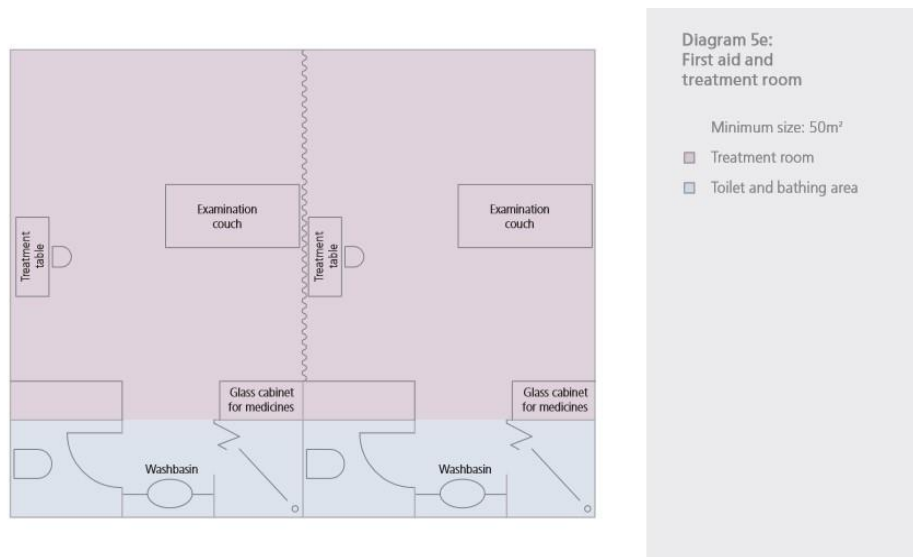 Diagram 5e:
First aid and
treatment room
Minimum size: 50m²
Treatment room
Toilet and bathing area
Examination
couch
Examination
couch
Treatment
table
Treatment
table
Glass cabinet
for medicines
Glass cabinet
for medicines
Washbasin
Washbasin